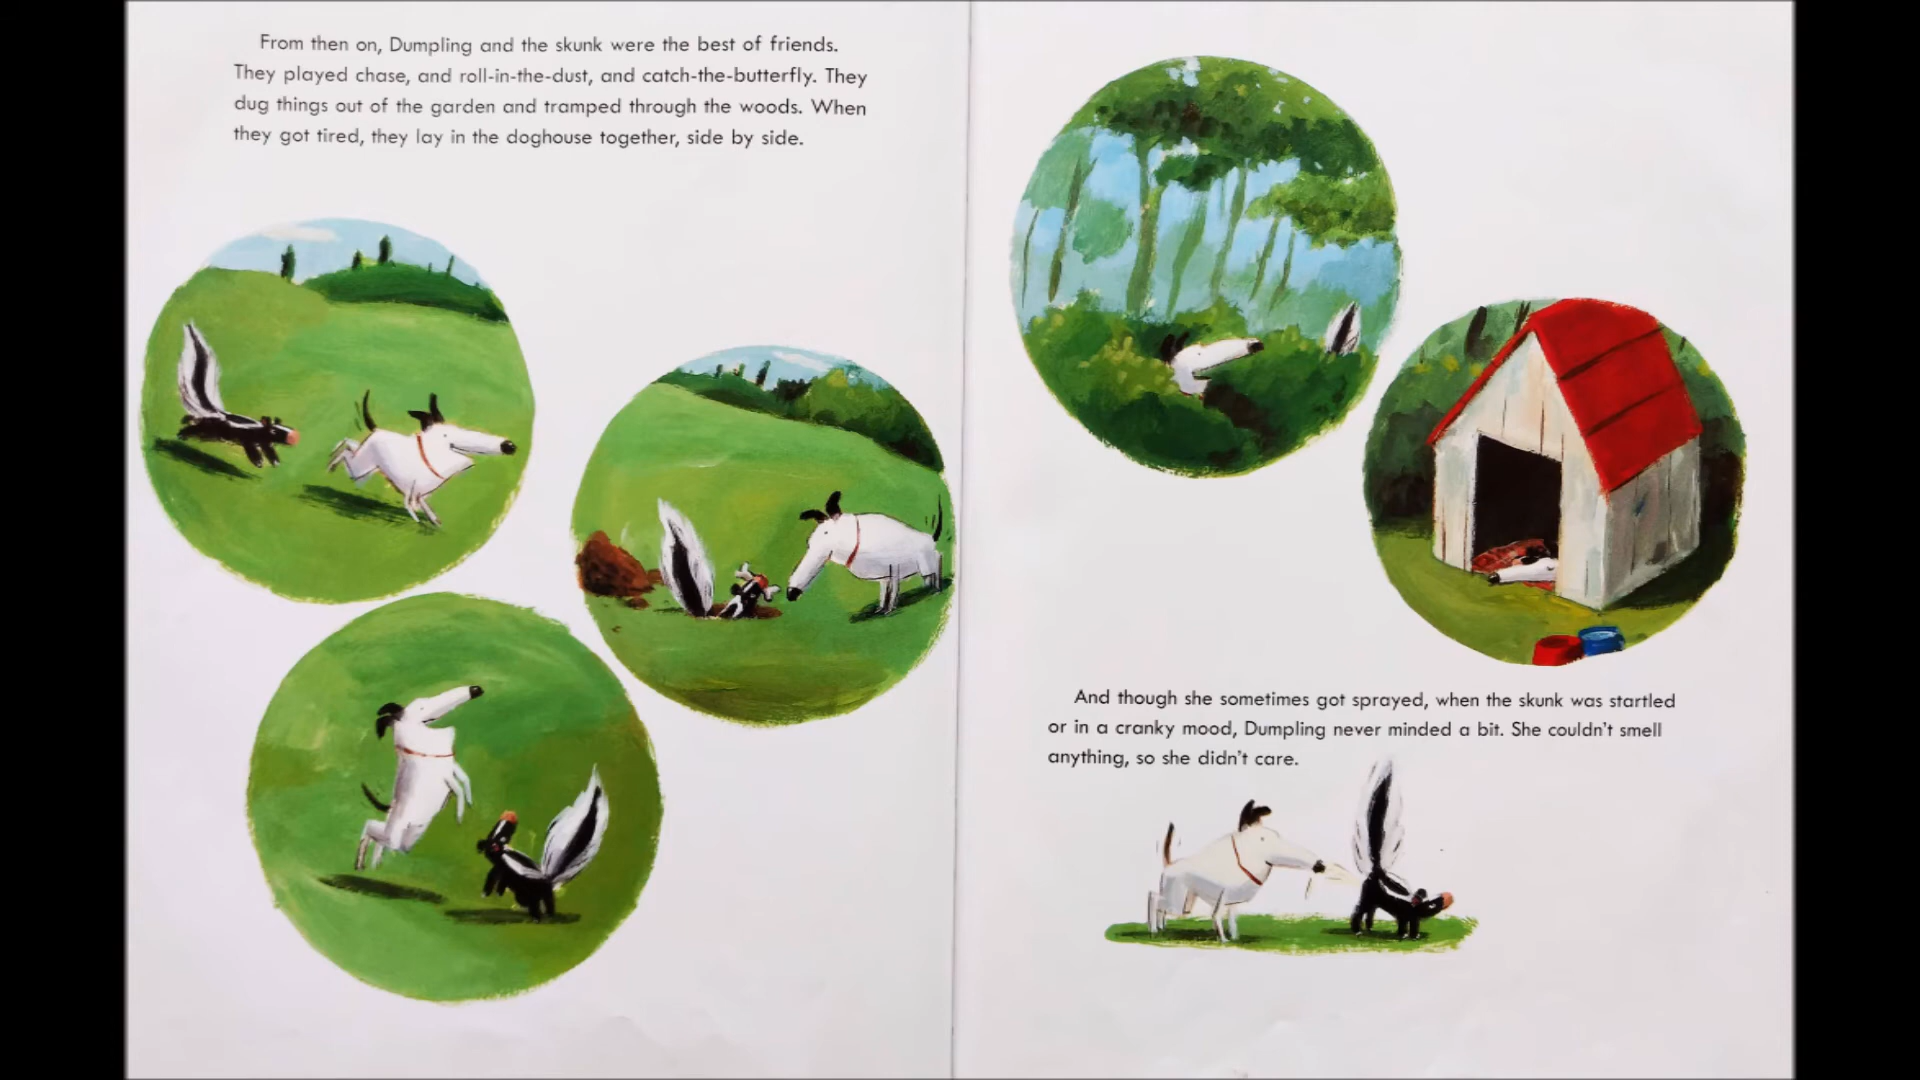 From then on, Dumpling and the skunk were the best of friends.
They played chase, and roll-in-the-dust, and catch-the-butterfly. They
dug things out of the garden and tramped through the woods. When
they got tired, they lay in the doghouse together, side by side.
And though she sometimes got sprayed, when the skunk was startled
or in a cranky mood, Dumpling never minded a bit. She couldn't smell
anything, so she didn't care.